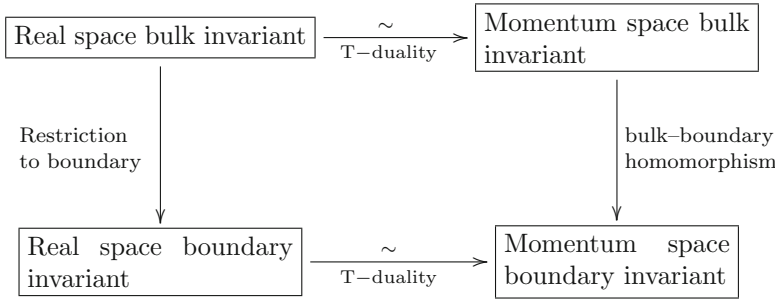 Real space bulk invariant
∼
T−duality
Momentum space bulk
invariant
Restriction
to boundary
bulk–boundary
homomorphism
Real space boundary
invariant
∼
T−duality
Momentum space
boundary invariant